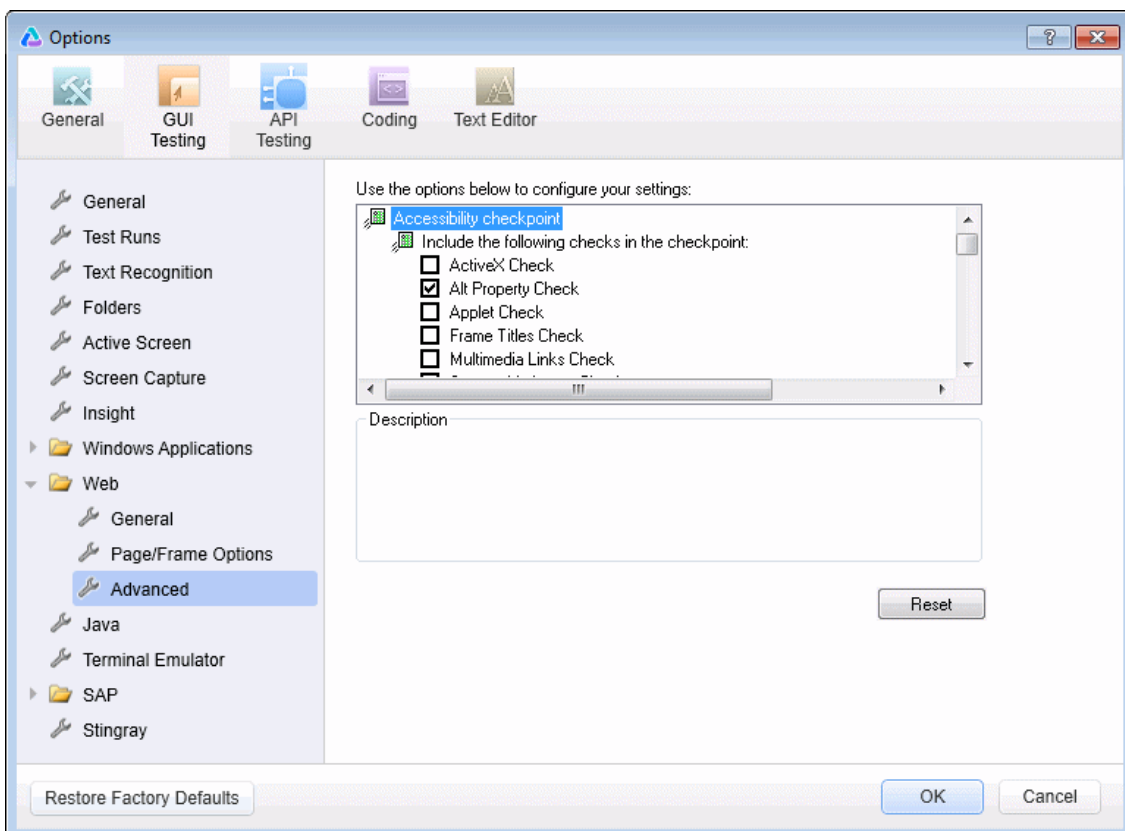 Options
General
GUI
Testing
API
Testing
Coding
Text Editor
General
Test Runs
Text Recognition
Folders
Active Screen
Screen Capture
Insight
Windows Applications
Web
General
Page/Frame Options
Advanced
Java
Terminal Emulator
SAP
Stingray
Use the options below to configure your settings:
Accessibility checkpoint
Include the following checks in the checkpoint:
ActiveX Check
Alt Property Check
Applet Check
Frame Titles Check
Multimedia Links Check
Description
Reset
Restore Factory Defaults
OK
Cancel